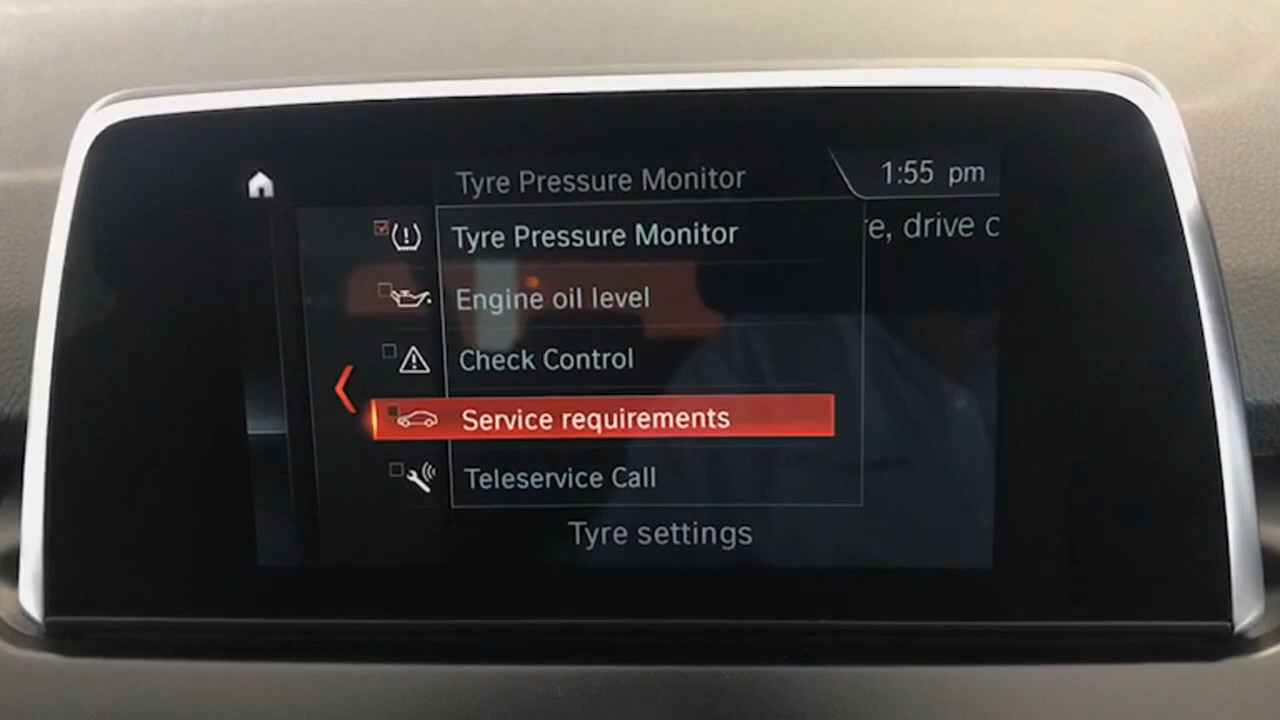 Tyre Pressure Monitor
1:55 pm
Tyre Pressure Monitor
e, drive c
Engine oil level
Check Control
Service requirements
Teleservice Call
Tyre settings